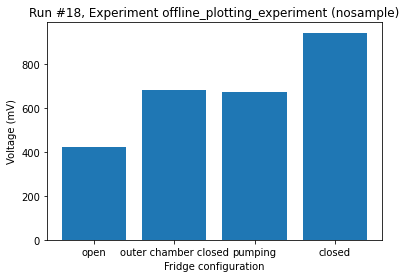 Run #18, Experiment offline_plotting_experiment (nosample)
Voltage (mV)
800
600
400
200
0
open outer chamber closed pumping closed
Fridge configuration